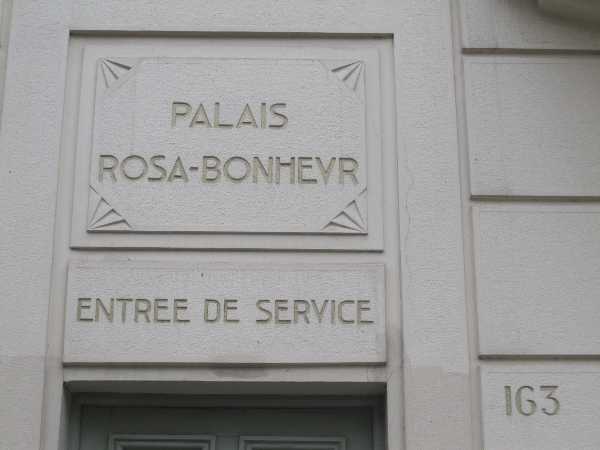 PALAIS
ROSA-BONHEVR
ENTREE DE SERVICE
163